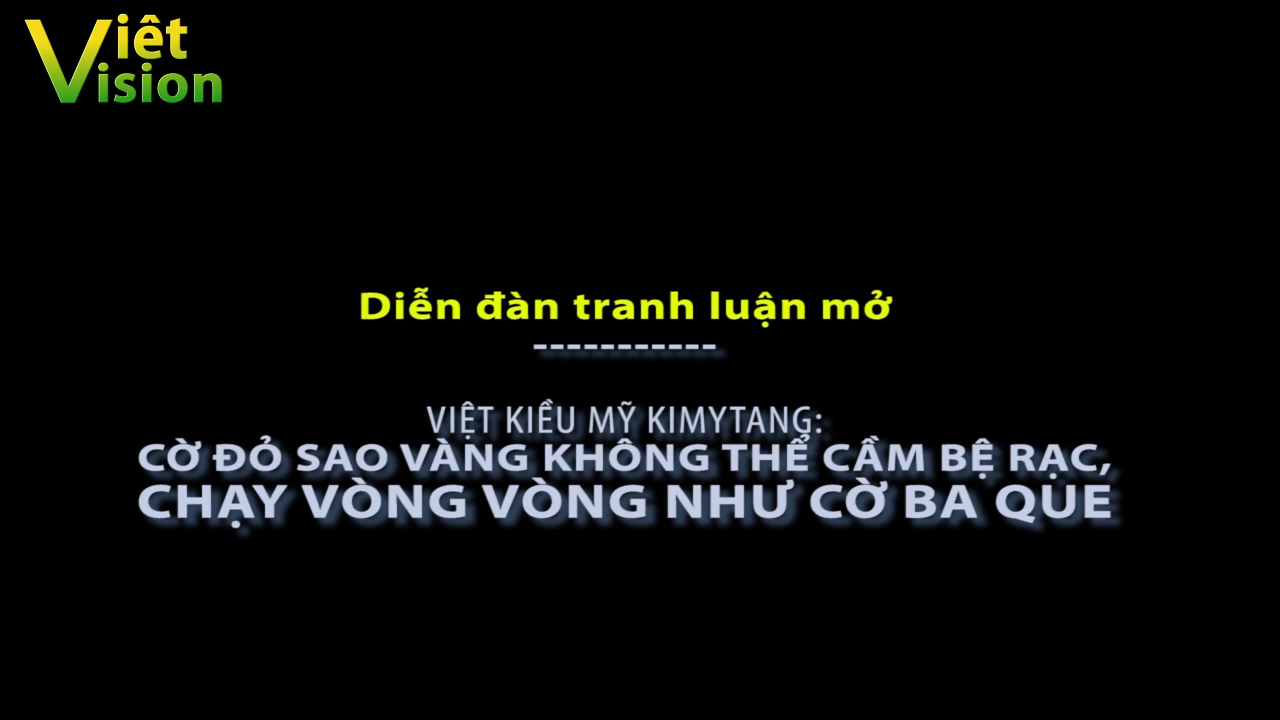 Việt
Vision
Diễn đàn tranh luận mở
-----------
VIỆT KIỀU MỸ KIMYTANG:
CỜ ĐỎ SAO VÀNG KHÔNG THỂ CẦM BỆ RẠC,
CHẠY VÒNG VÒNG NHƯ CỜ BA QUE